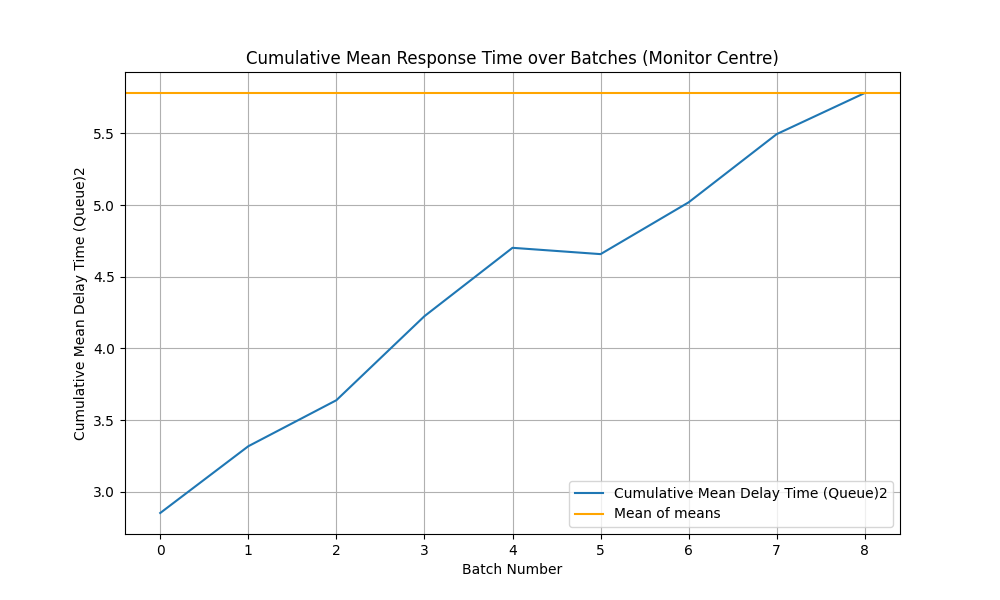 Cumulative Mean Response Time over Batches (Monitor Centre)
Cumulative Mean Delay Time (Queue)2
5.5
5.0
4.5
4.0
3.5
3.0
Cumulative Mean Delay Time (Queue)2
Mean of means
0 1 2 3 4 5 6 7 8
Batch Number